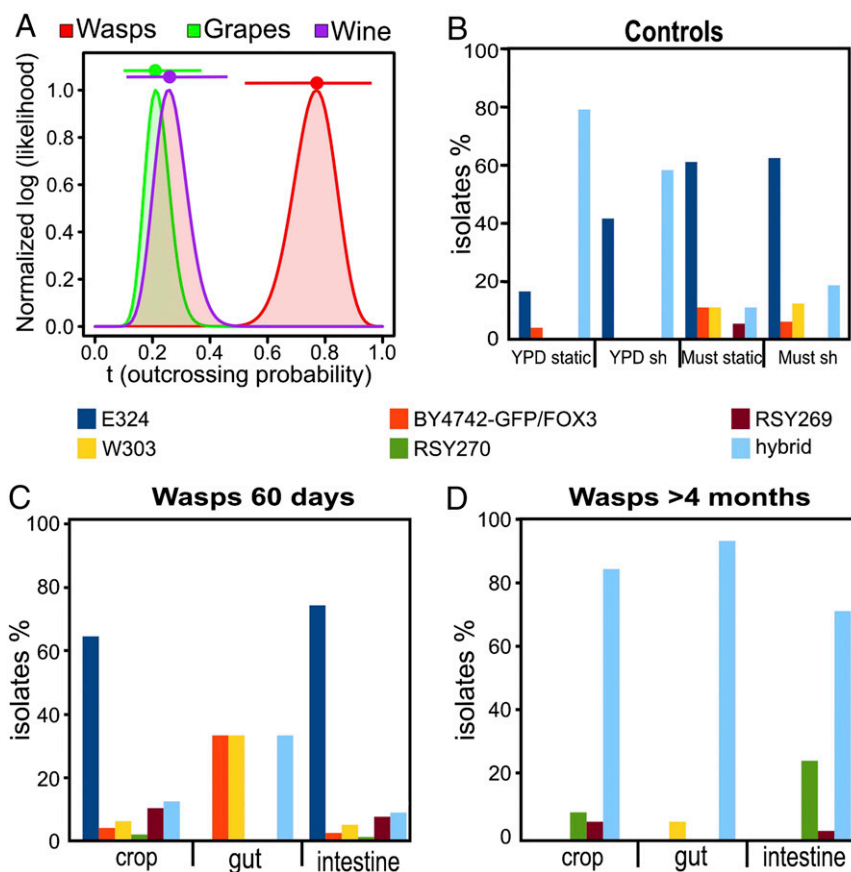 A
Wasps Grapes Wine
Normalized log (likelihood)
1.0
0.8
0.6
0.4
0.2
0.0
0.0 0.2 0.4 0.6 0.8 1.0
t (outcrossing probability)
B
Controls
isolates %
100
80
60
40
20
0
YPD static YPD sh Must static Must sh
E324 BY4742-GFP/FOX3 RSY269
W303 RSY270 hybrid
C
Wasps 60 days
isolates %
100
80
60
40
20
0
crop gut intestine
D
Wasps >4 months
isolates %
100
80
60
40
20
0
crop gut intestine